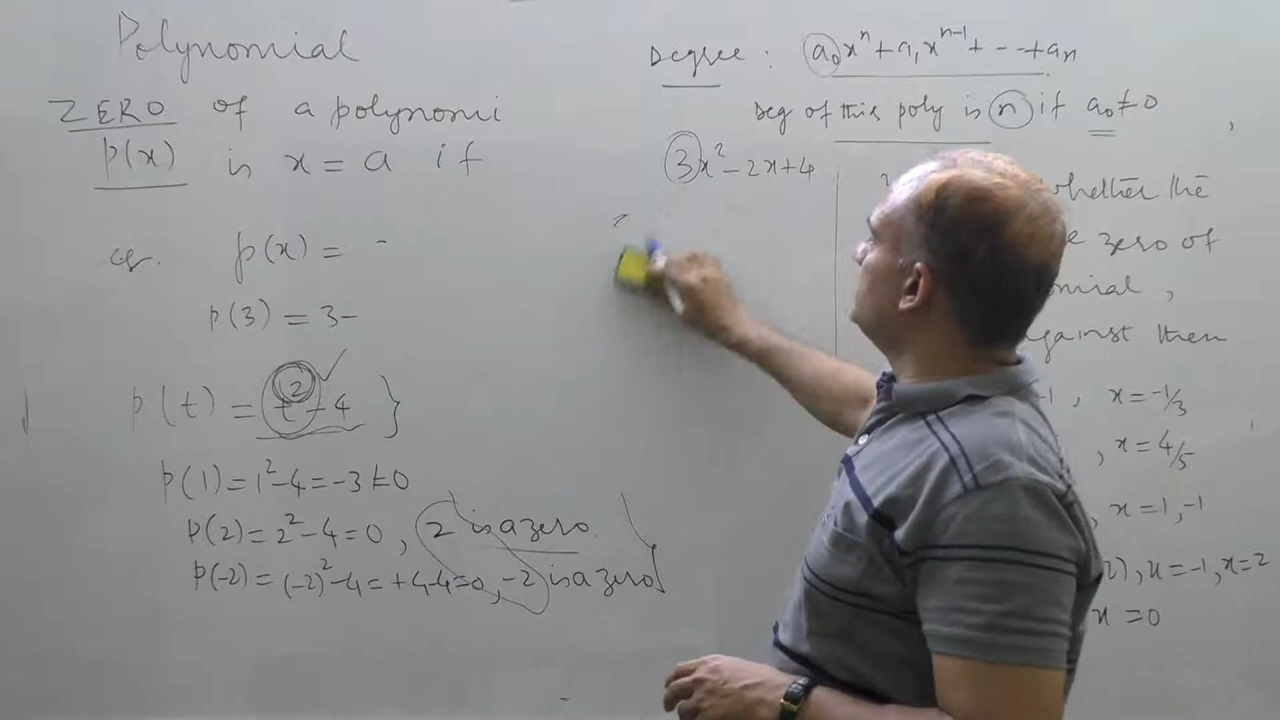 Polynomial
ZERO of a polynomi
p(x) is x = a if
p(x) =
p(3) = 3-
p(t) = t²-4 }
p(1) = 1²-4 = -3 ≠ 0
p(2) = 2²-4 = 0, 2 is a zero.
p(-2) = (-2)²-4 = +4-4 = 0, -2 is a zero
Degree : a₀xⁿ + a₁xⁿ⁻¹ + --- + aₙ
Deg of this poly is n if a₀ ≠ 0
3x² - 2x + 4
whether the
zero of
against them
-1, x = -1/3
, x = 4/5
, x = 1, -1
2), x = -1, x = 2
x = 0